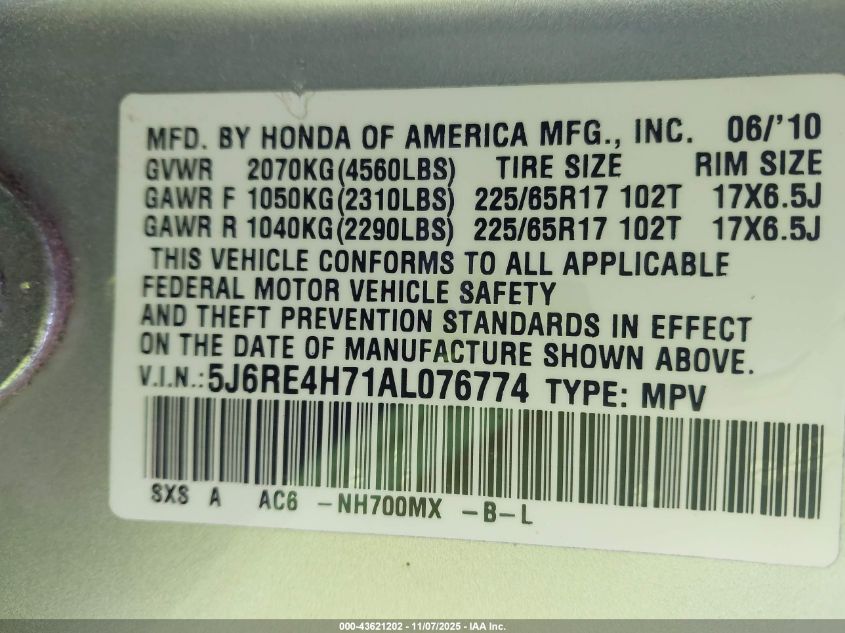 MFD. BY HONDA OF AMERICA MFG., INC. 06/'10
GVWR 2070KG(4560LBS) TIRE SIZE RIM SIZE
GAWR F 1050KG(2310LBS) 225/65R17 102T 17X6.5J
GAWR R 1040KG(2290LBS) 225/65R17 102T 17X6.5J
THIS VEHICLE CONFORMS TO ALL APPLICABLE
FEDERAL MOTOR VEHICLE SAFETY
AND THEFT PREVENTION STANDARDS IN EFFECT
ON THE DATE OF MANUFACTURE SHOWN ABOVE.
V.I.N.: 5J6RE4H71AL076774 TYPE: MPV
SXS A AC6 -NH700MX -B-L
000-43621202 - 11/07/2025 - IAA Inc.